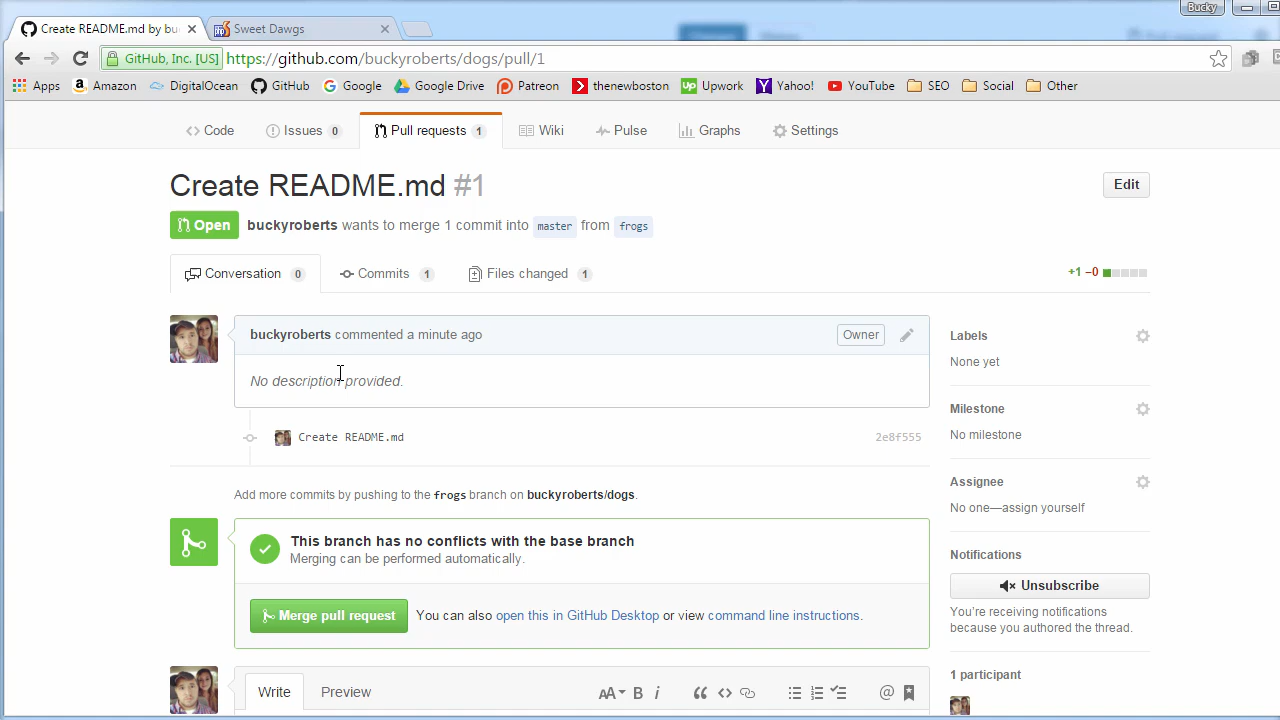 Bucky
Create README.md by bu
Sweet Dawgs
GitHub, Inc. [US] https://github.com/buckyroberts/dogs/pull/1
Apps Amazon DigitalOcean GitHub Google Google Drive Patreon thenewboston Up Upwork Yahoo! YouTube SEO Social Other
Code Issues 0 Pull requests 1 Wiki Pulse Graphs Settings
Create README.md #1 Edit
Open buckyroberts wants to merge 1 commit into master from frogs
Conversation 0 Commits 1 Files changed 1 +1 −0
buckyroberts commented a minute ago Owner
No description provided.
Create README.md 2e8f555
Add more commits by pushing to the frogs branch on buckyroberts/dogs.
This branch has no conflicts with the base branch
Merging can be performed automatically.
Merge pull request You can also open this in GitHub Desktop or view command line instructions.
Write Preview AA B i @
Labels
None yet
Milestone
No milestone
Assignee
No one—assign yourself
Notifications
Unsubscribe
You're receiving notifications
because you authored the thread.
1 participant